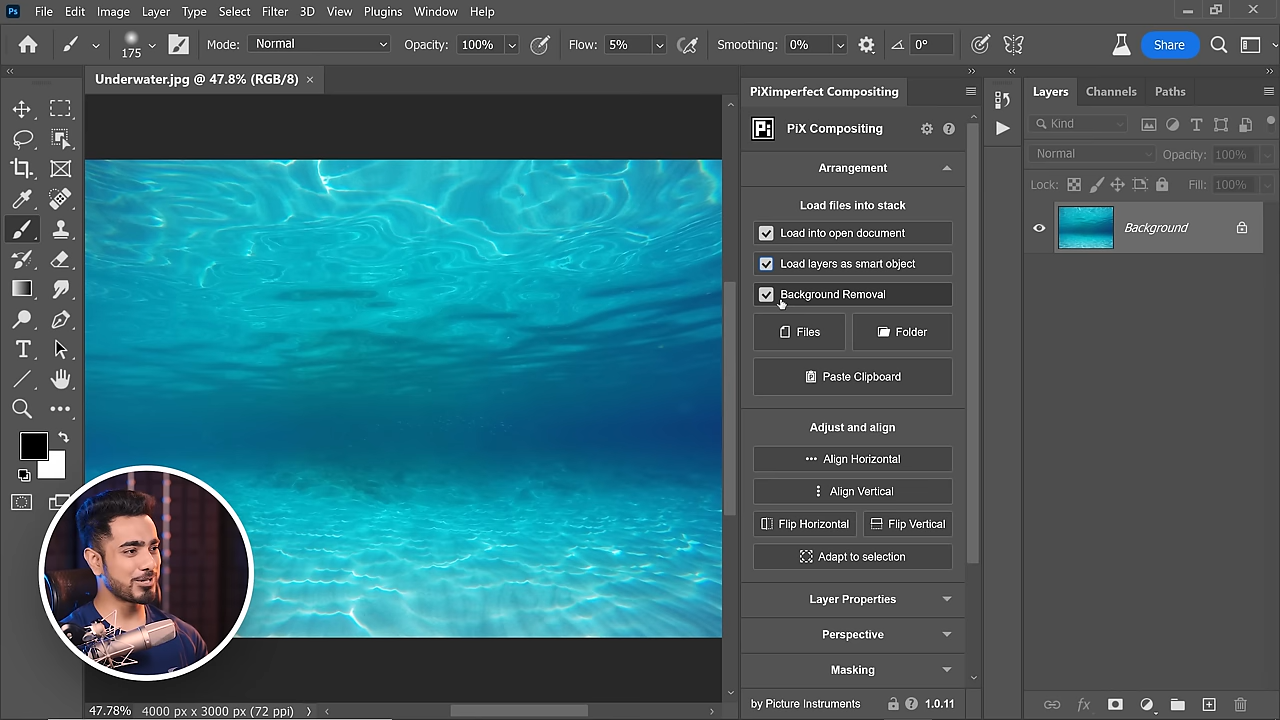 Ps File Edit Image Layer Type Select Filter 3D View Plugins Window Help
175 Mode: Normal Opacity: 100% Flow: 5% Smoothing: 0% 0° Share
Underwater.jpg @ 47.8% (RGB/8)
PiXimperfect Compositing
Pi PiX Compositing
Arrangement
Load files into stack
Load into open document
Load layers as smart object
Background Removal
Files Folder
Paste Clipboard
Adjust and align
Align Horizontal
Align Vertical
Flip Horizontal Flip Vertical
Adapt to selection
Layer Properties
Perspective
Masking
by Picture Instruments 1.0.11
Layers Channels Paths
Kind
Normal Opacity: 100%
Lock: Fill: 100%
Background
fx
47.78% 4000 px x 3000 px (72 ppi)